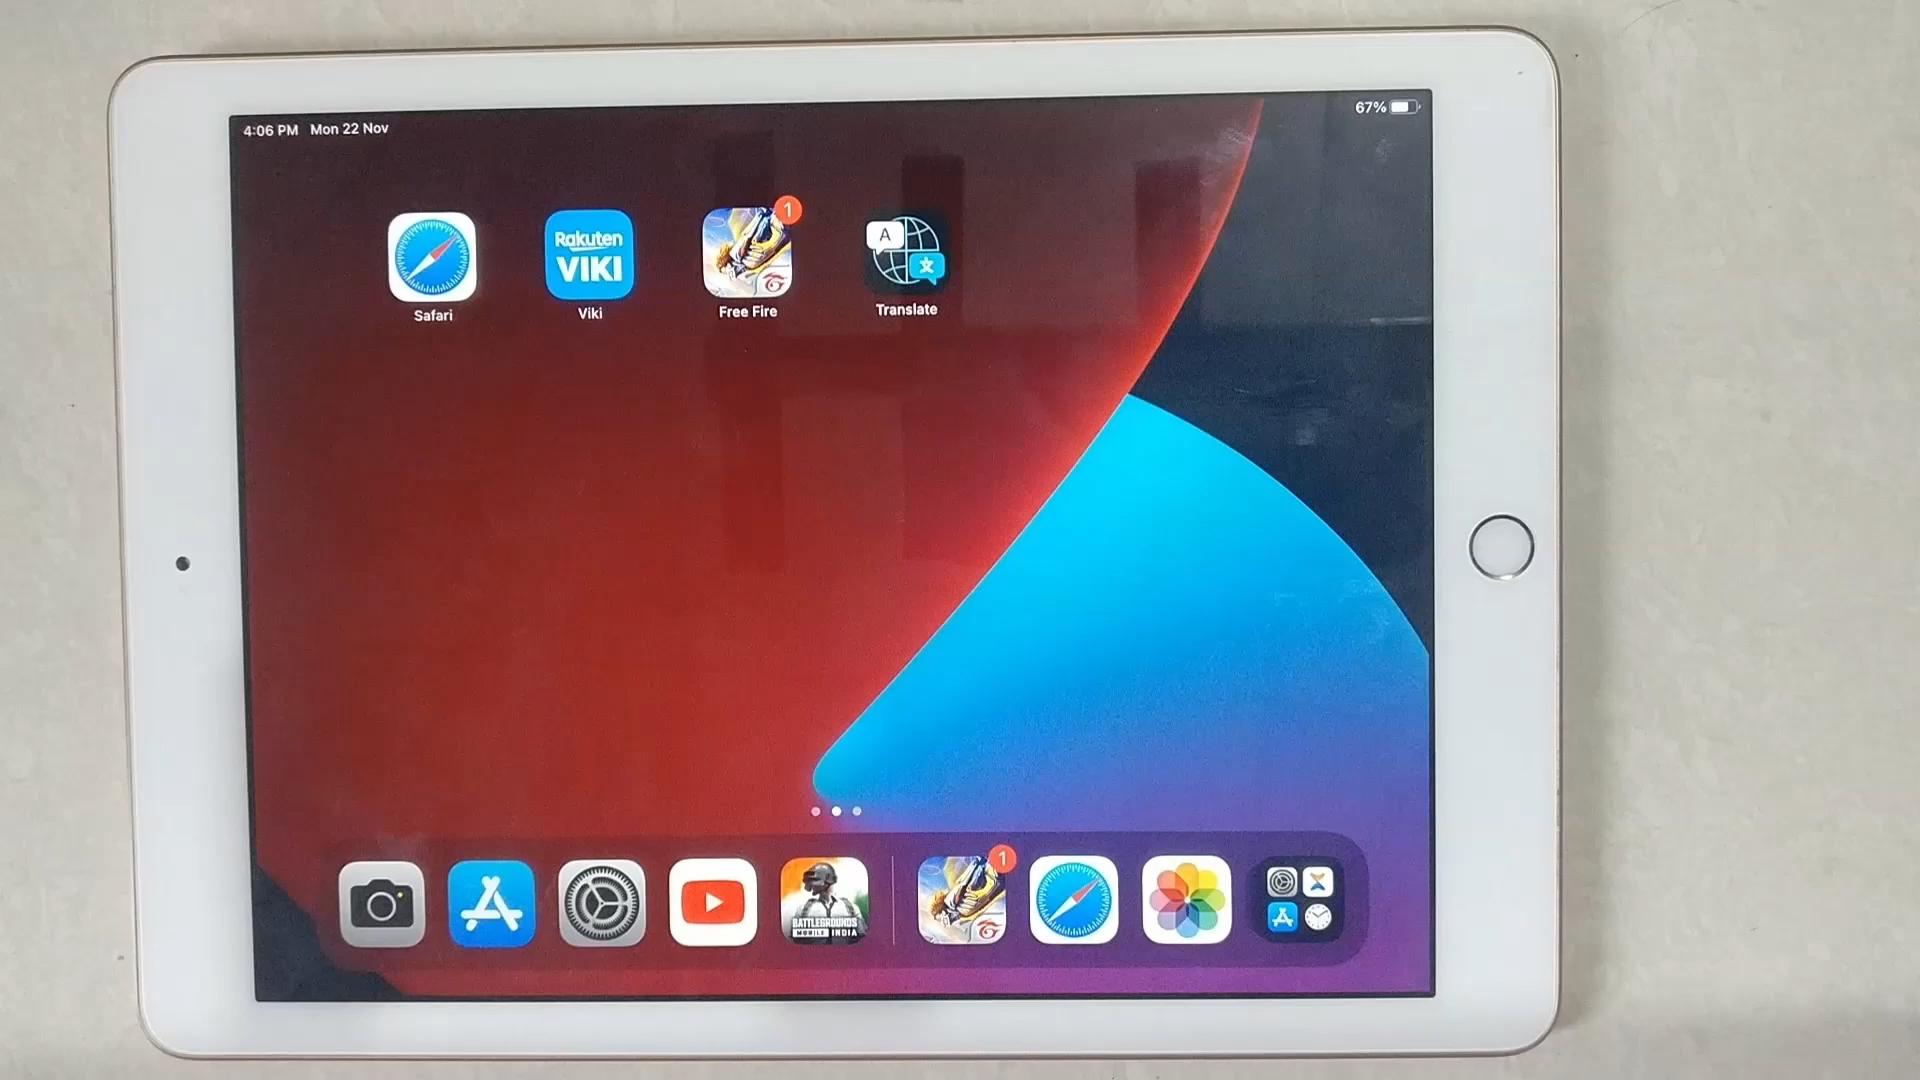 4:06 PM Mon 22 Nov
67%
Rakuten
VIKI
1
A
文
Safari
Viki
Free Fire
Translate
1
BATTLEGROUNDS
MOBILE INDIA